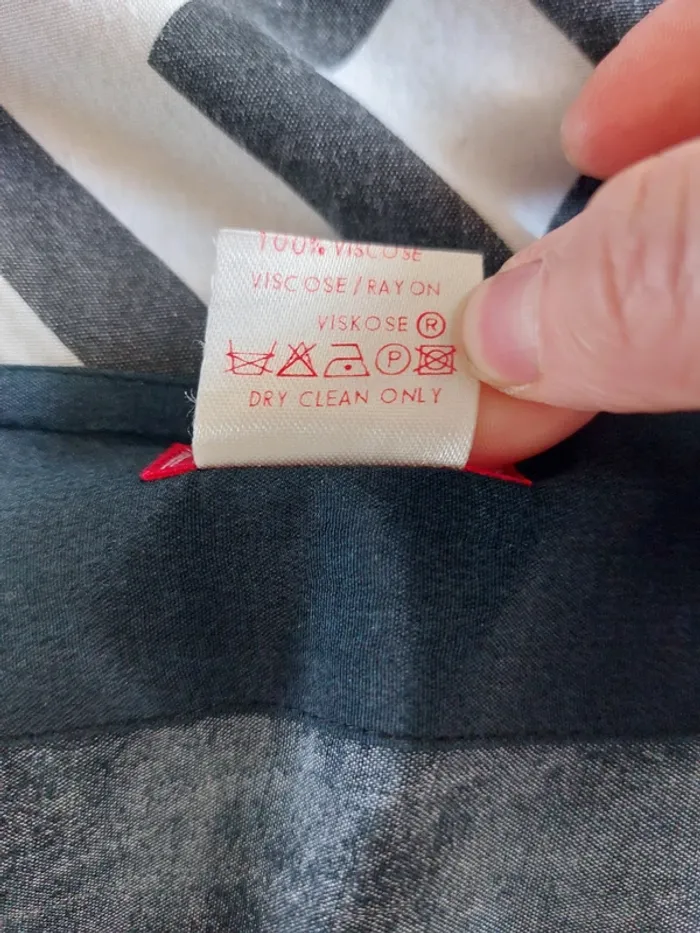 100% VISCOSE
VISCOSE/RAYON
VISKOSE ®
P
DRY CLEAN ONLY